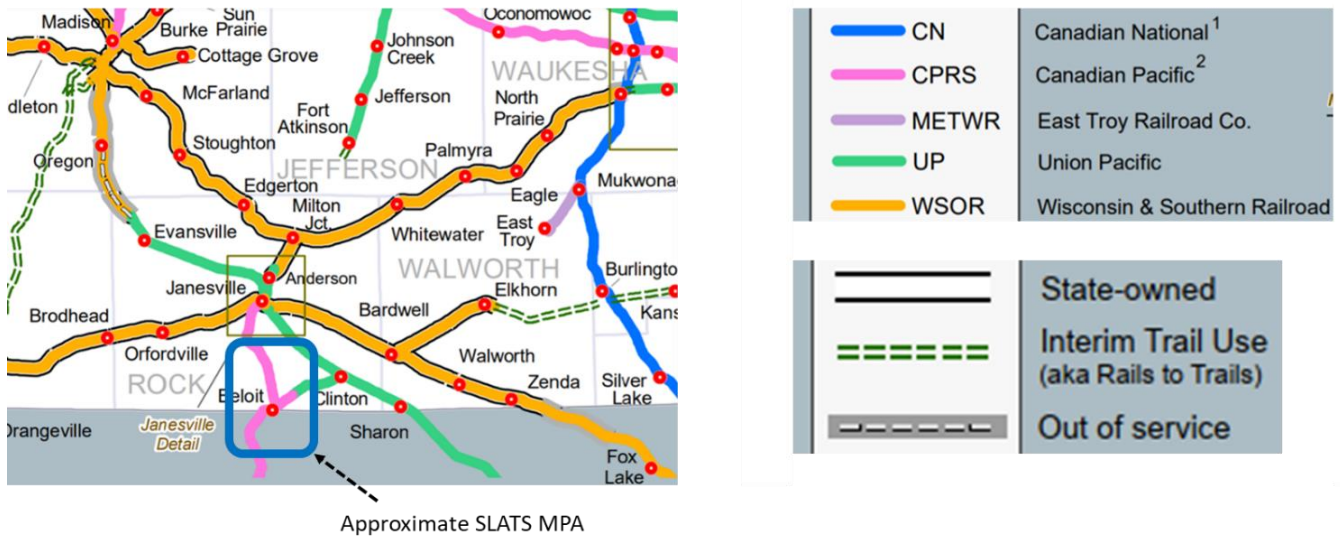 Madison
Sun
Prairie
Burke
Cottage Grove
dleton
McFarland
Oregon
Stoughton
Edgerton
Milton
Jct.
Evansville
Anderson
Janesville
Brodhead
Orfordville
ROCK
Beloit
Clinton
Janesville
Detail
Orangeville
Sharon
Oconomowoc
Johnson
Creek
WAUKESHA
Jefferson
Fort
Atkinson
North
Prairie
JEFFERSON
Palmyra
Eagle
Mukwona
East
Troy
Whitewater
WALWORTH
Burlingto
Elkhorn
Kans
Bardwell
Walworth
Zenda
Silver
Lake
Fox
Lake
Approximate SLATS MPA
CN Canadian National 1
CPRS Canadian Pacific 2
METWR East Troy Railroad Co.
UP Union Pacific
WSOR Wisconsin & Southern Railroad
State-owned
Interim Trail Use
(aka Rails to Trails)
Out of service